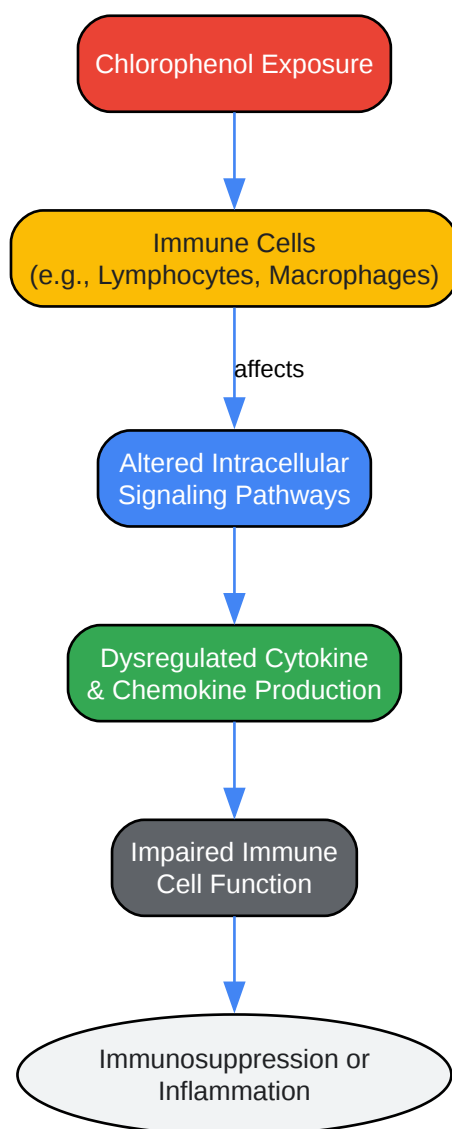 Chlorophenol Exposure
Immune Cells
(e.g., Lymphocytes, Macrophages)
affects
Altered Intracellular
Signaling Pathways
Dysregulated Cytokine
& Chemokine Production
Impaired Immune
Cell Function
Immunosuppression or
Inflammation